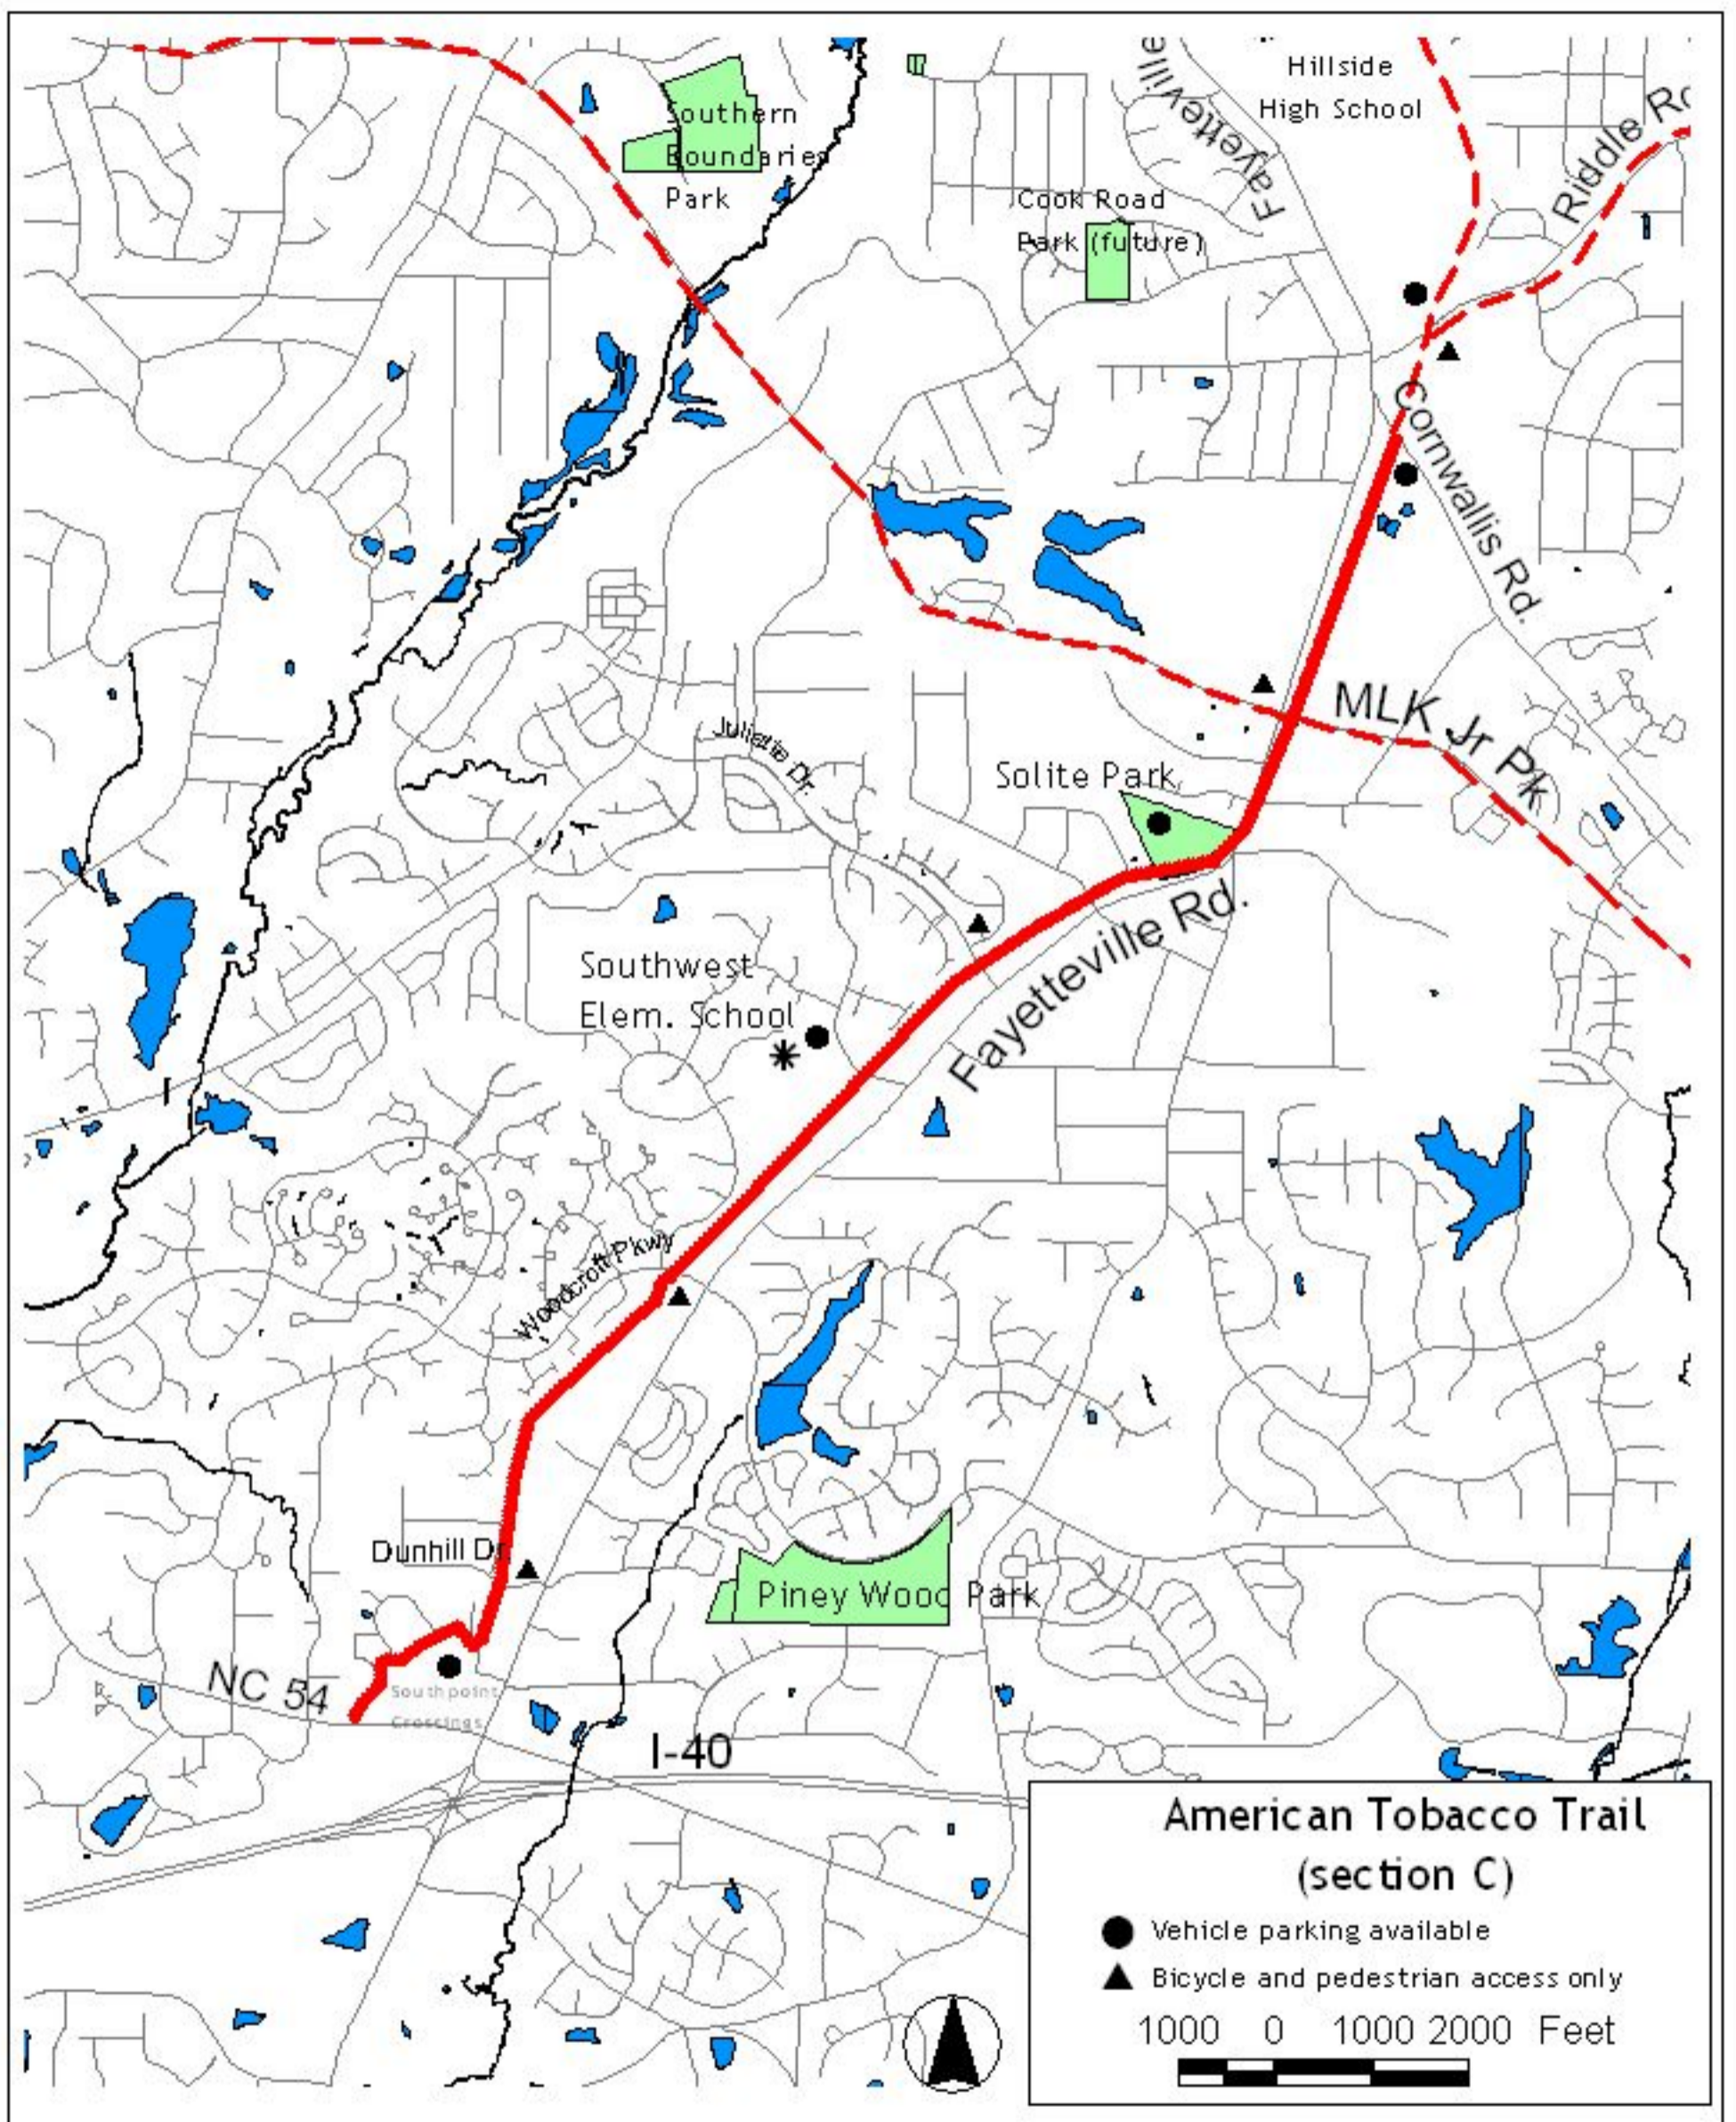 Hillside
High School
Fayetteville
Riddle Rd
Southern
Boundaries
Park
Cook Road
Park (future)
Cornwallis Rd.
MLK Jr Pk
Juliette Dr.
Solite Park
Fayetteville Rd.
Southwest
Elem. School
Woodcroft Pkwy
Dunhill Dr
Piney Wood Park
NC 54
Southpoint
Crossings
I-40
American Tobacco Trail
(section C)
Vehicle parking available
Bicycle and pedestrian access only
1000 0 1000 2000 Feet